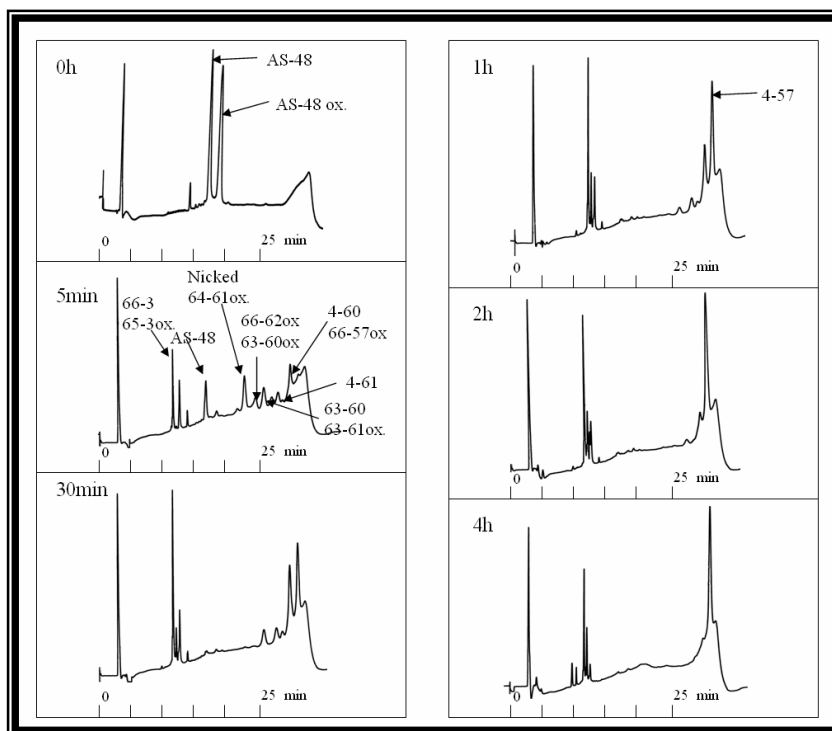 0h
AS-48
AS-48 ox.
0
25 min
5min
Nicked
64-61ox.
66-3
65-3ox.
AS-48
66-62ox
63-60ox
4-60
66-57ox
4-61
63-60
63-61ox.
0
25 min
30min
0
25 min
1h
4-57
0
25 min
2h
0
25 min
4h
0
25 min